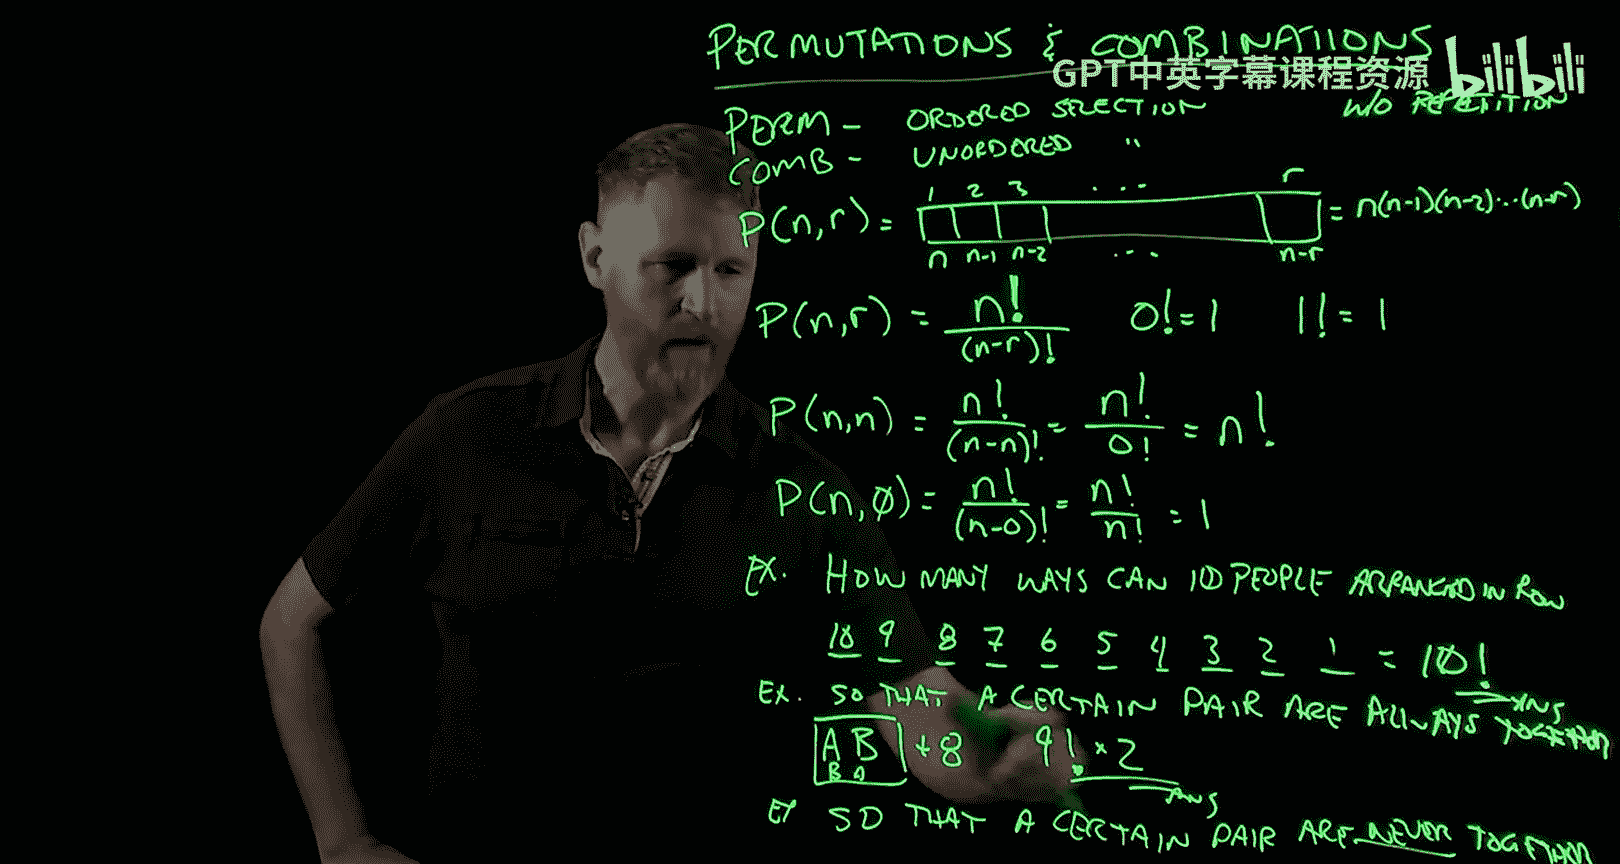 PERMUTATIONS & COMBINATIONS
GPT中英字幕课程资源 bilibili
PERM - ORDERED SELECTION W/O REPETITION
COMB - UNORDERED "
1 2 3 ... r
P(n,r) = = n(n-1)(n-2)...(n-r)
n n-1 n-2 ... n-r
P(n,r) = n!/(n-r)! 0! = 1 1! = 1
P(n,n) = n!/(n-n)! = n!/0! = n!
P(n,0) = n!/(n-0)! = n!/n! = 1
EX. HOW MANY WAYS CAN 10 PEOPLE ARRANGED IN ROW
10 9 8 7 6 5 4 3 2 1 = 10! ANS
EX. SO THAT A CERTAIN PAIR ARE ALWAYS TOGETHER
AB + 8 9! × 2 ANS
BA
EX SO THAT A CERTAIN PAIR ARE NEVER TOGETHER